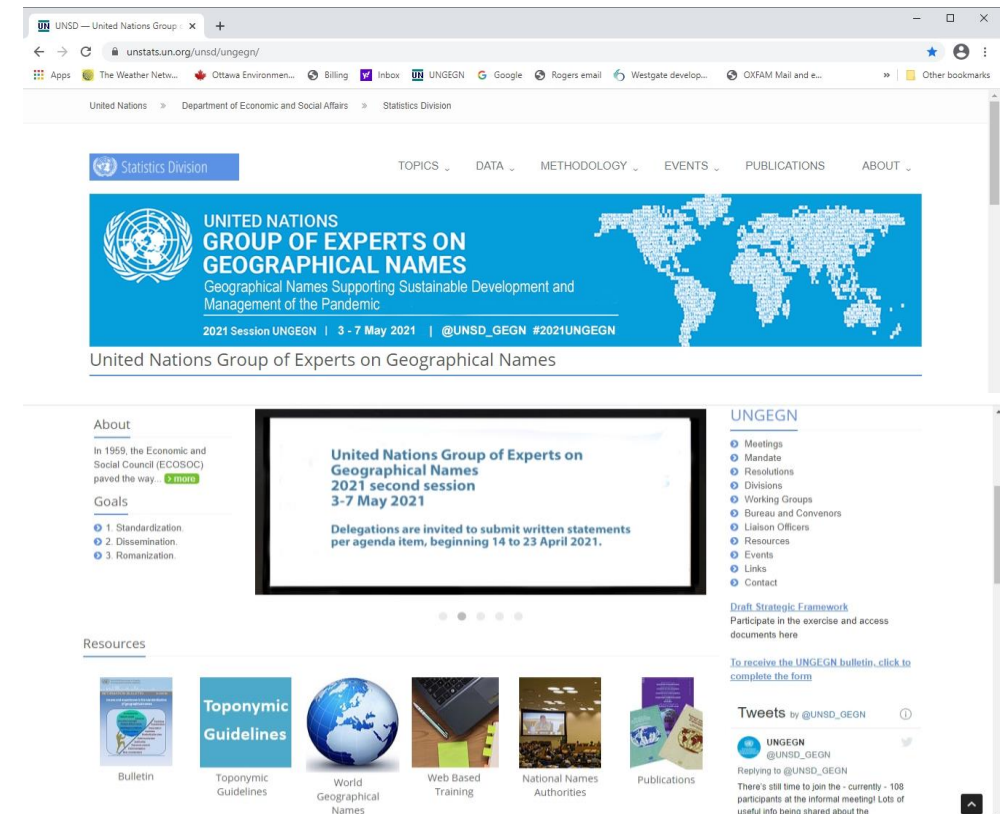 UNSD — United Nations Group
unstats.un.org/unsd/ungegn/
Apps The Weather Netw... Ottawa Environmen... Billing Inbox UNGEGN Google Rogers email Westgate develop... OXFAM Mail and e... » Other bookmarks
United Nations » Department of Economic and Social Affairs » Statistics Division
Statistics Division TOPICS DATA METHODOLOGY EVENTS PUBLICATIONS ABOUT
UNITED NATIONS
GROUP OF EXPERTS ON
GEOGRAPHICAL NAMES
Geographical Names Supporting Sustainable Development and
Management of the Pandemic
2021 Session UNGEGN | 3 - 7 May 2021 | @UNSD_GEGN #2021UNGEGN
United Nations Group of Experts on Geographical Names
About
In 1959, the Economic and
Social Council (ECOSOC)
paved the way... more
Goals
1. Standardization.
2. Dissemination.
3. Romanization.
United Nations Group of Experts on
Geographical Names
2021 second session
3-7 May 2021
Delegations are invited to submit written statements
per agenda item, beginning 14 to 23 April 2021.
UNGEGN
Meetings
Mandate
Resolutions
Divisions
Working Groups
Bureau and Convenors
Liaison Officers
Resources
Events
Links
Contact
Draft Strategic Framework
Participate in the exercise and access
documents here
To receive the UNGEGN bulletin, click to
complete the form
Resources
Toponymic
Guidelines
Bulletin
Toponymic
Guidelines
World
Geographical
Names
Web Based
Training
National Names
Authorities
Publications
Tweets by @UNSD_GEGN
UNGEGN
@UNSD_GEGN
Replying to @UNSD_GEGN
There's still time to join the - currently - 108
participants at the informal meeting! Lots of
useful info being shared about the